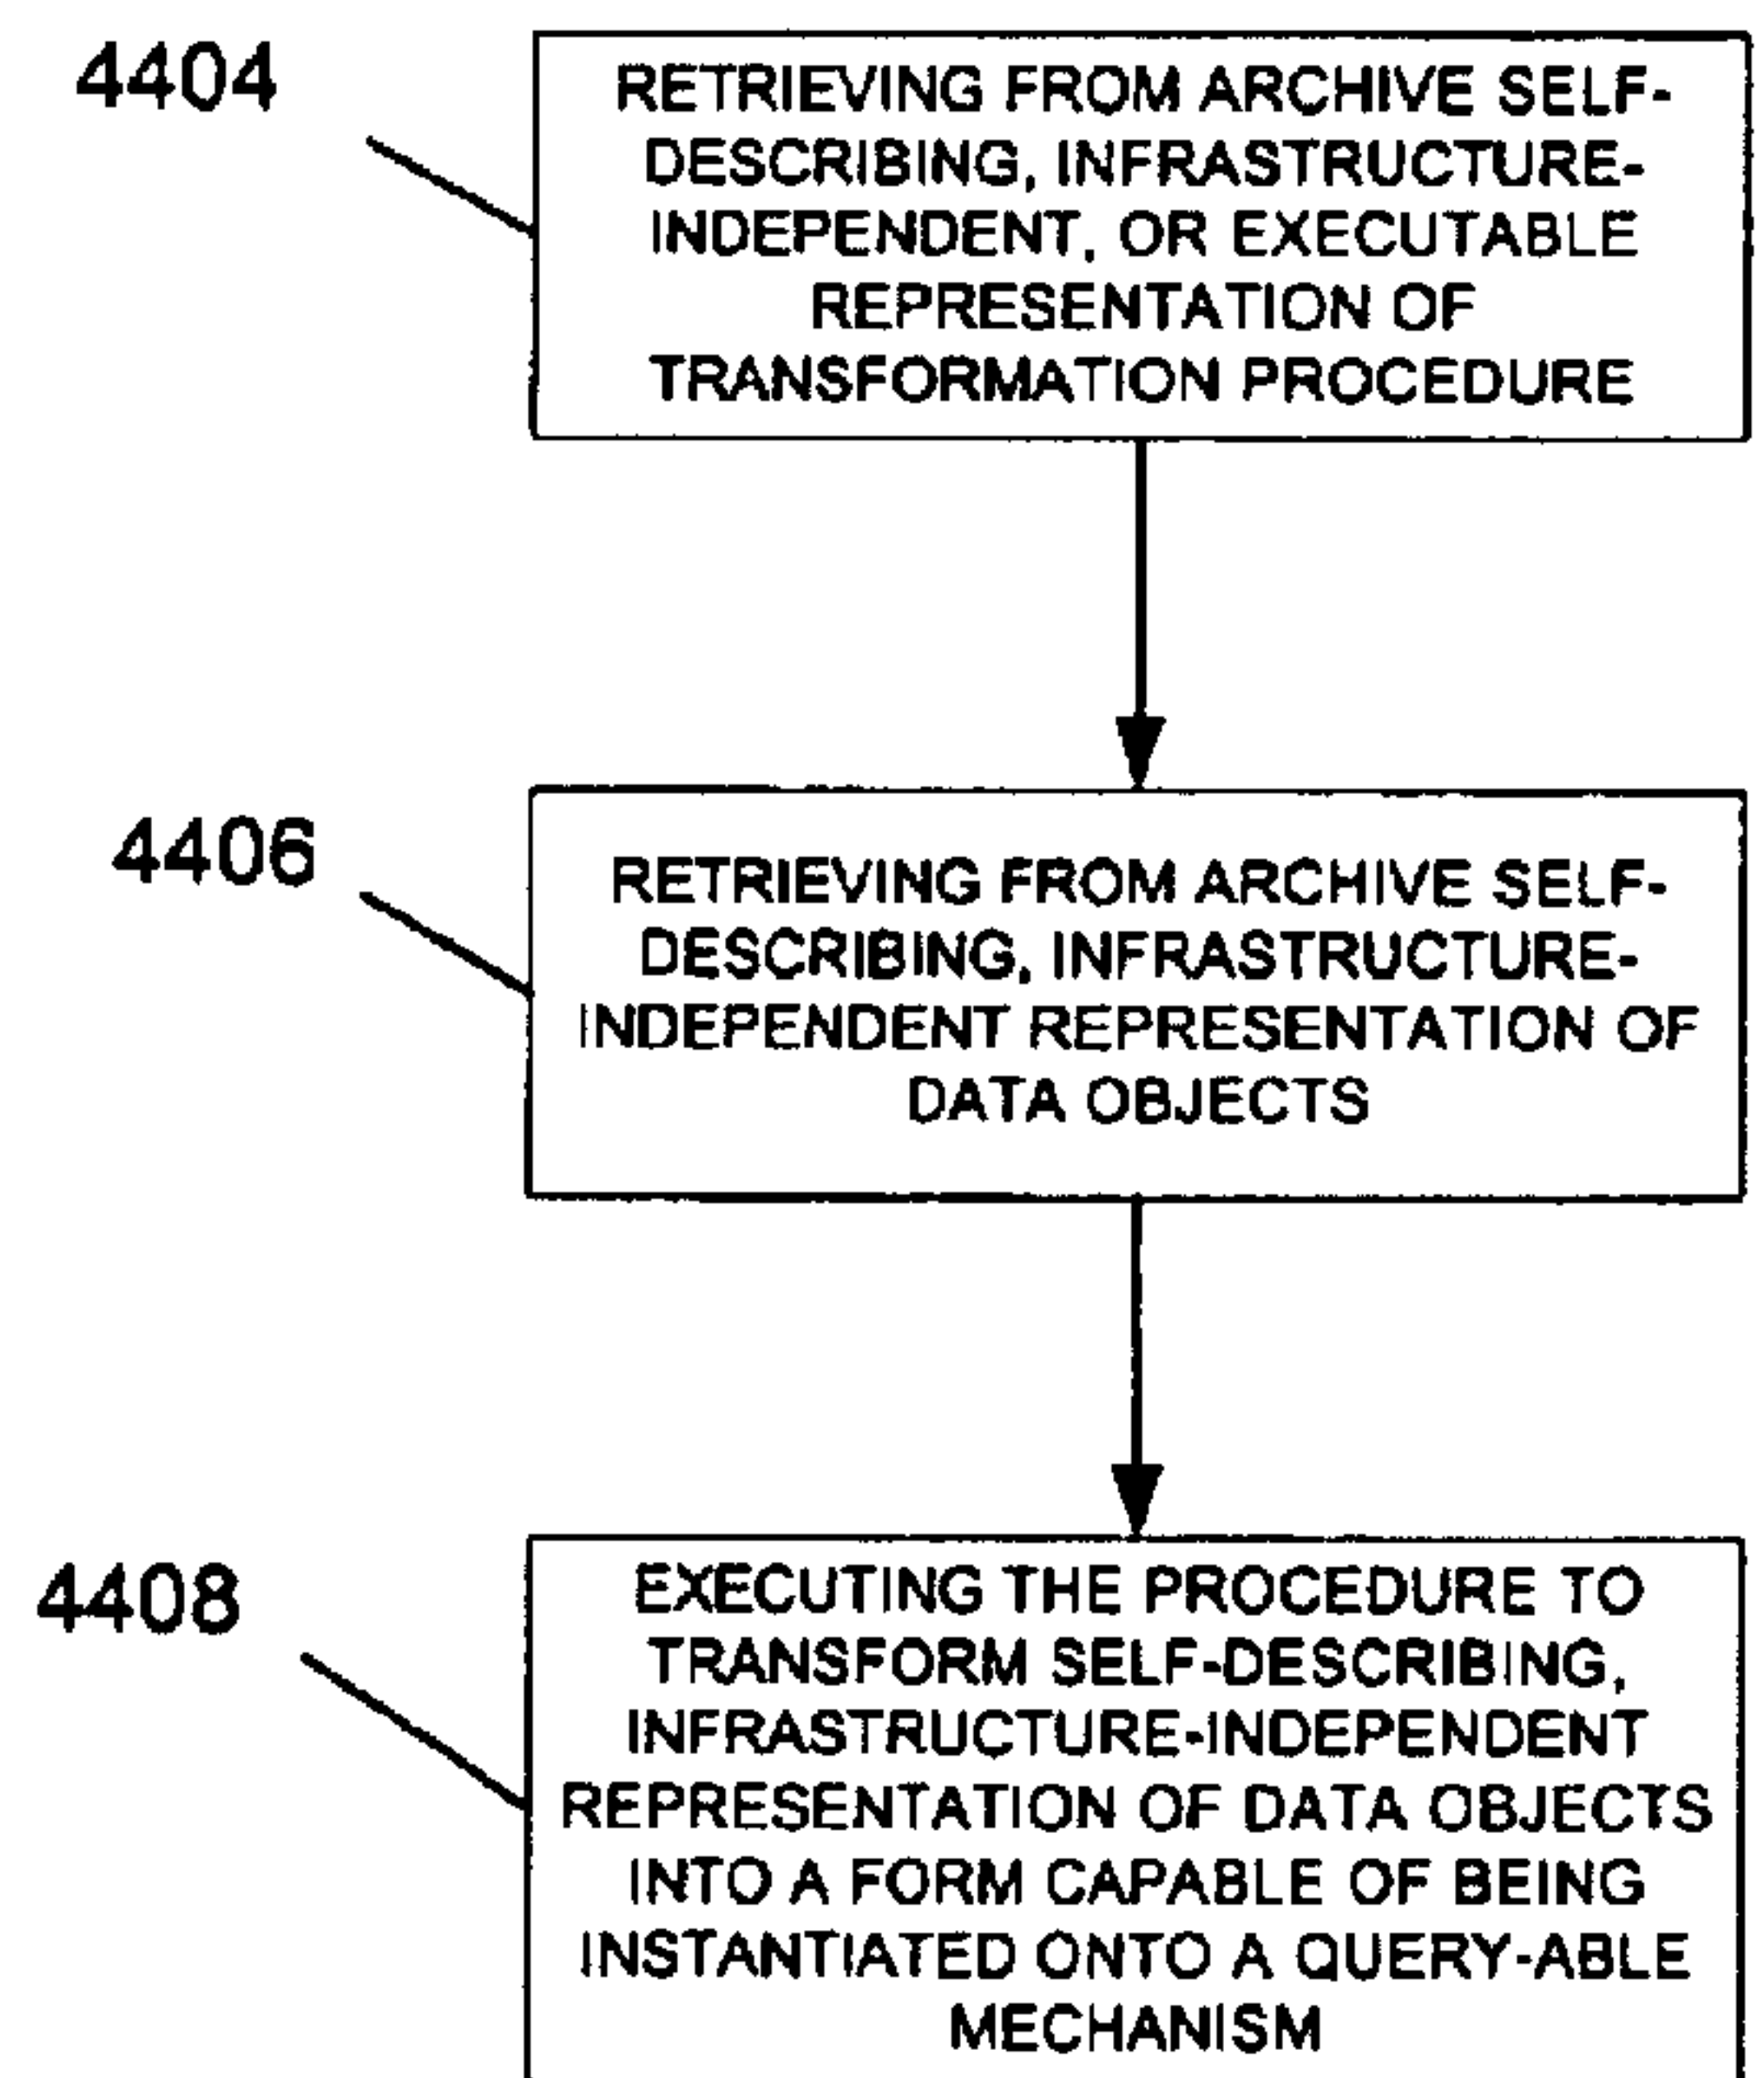 4404
RETRIEVING FROM ARCHIVE SELF-
DESCRIBING, INFRASTRUCTURE-
INDEPENDENT, OR EXECUTABLE
REPRESENTATION OF
TRANSFORMATION PROCEDURE
4406
RETRIEVING FROM ARCHIVE SELF-
DESCRIBING, INFRASTRUCTURE-
INDEPENDENT REPRESENTATION OF
DATA OBJECTS
4408
EXECUTING THE PROCEDURE TO
TRANSFORM SELF-DESCRIBING,
INFRASTRUCTURE-INDEPENDENT
REPRESENTATION OF DATA OBJECTS
INTO A FORM CAPABLE OF BEING
INSTANTIATED ONTO A QUERY-ABLE
MECHANISM